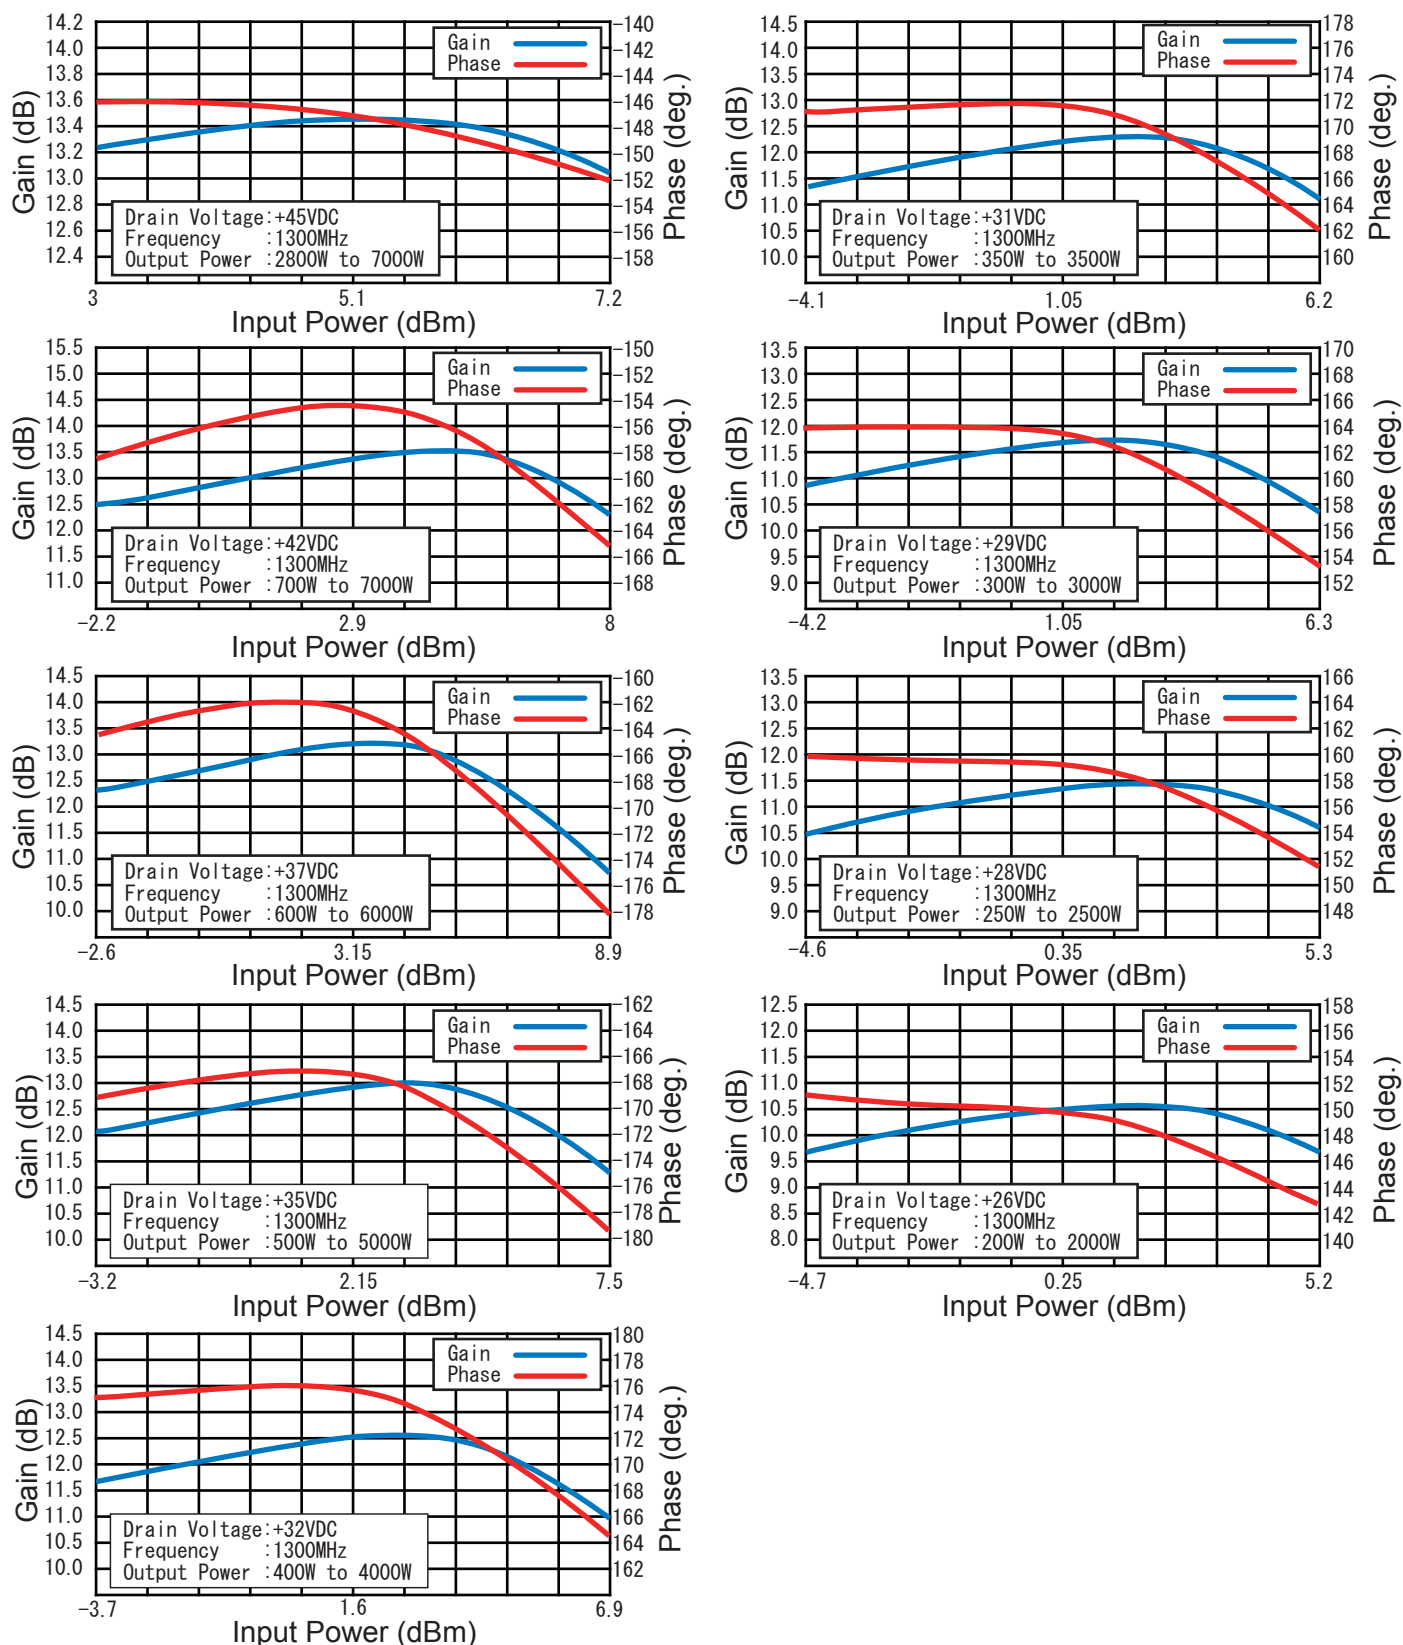 Gain (dB)
14.2
14.0
13.8
13.6
13.4
13.2
13.0
12.8
12.6
12.4
Gain
Phase
Drain Voltage:+45VDC
Frequency :1300MHz
Output Power :2800W to 7000W
-140
-142
-144
-146
-148
-150
-152
-154
-156
-158
Phase (deg.)
3 5.1 7.2
Input Power (dBm)
Gain (dB)
14.5
14.0
13.5
13.0
12.5
12.0
11.5
11.0
10.5
10.0
Gain
Phase
Drain Voltage:+31VDC
Frequency :1300MHz
Output Power :350W to 3500W
178
176
174
172
170
168
166
164
162
160
Phase (deg.)
-4.1 1.05 6.2
Input Power (dBm)
Gain (dB)
15.5
15.0
14.5
14.0
13.5
13.0
12.5
12.0
11.5
11.0
Gain
Phase
Drain Voltage:+42VDC
Frequency :1300MHz
Output Power :700W to 7000W
-150
-152
-154
-156
-158
-160
-162
-164
-166
-168
Phase (deg.)
-2.2 2.9 8
Input Power (dBm)
Gain (dB)
13.5
13.0
12.5
12.0
11.5
11.0
10.5
10.0
9.5
9.0
Gain
Phase
Drain Voltage:+29VDC
Frequency :1300MHz
Output Power :300W to 3000W
170
168
166
164
162
160
158
156
154
152
Phase (deg.)
-4.2 1.05 6.3
Input Power (dBm)
Gain (dB)
14.5
14.0
13.5
13.0
12.5
12.0
11.5
11.0
10.5
10.0
Gain
Phase
Drain Voltage:+37VDC
Frequency :1300MHz
Output Power :600W to 6000W
-160
-162
-164
-166
-168
-170
-172
-174
-176
-178
Phase (deg.)
-2.6 3.15 8.9
Input Power (dBm)
Gain (dB)
13.5
13.0
12.5
12.0
11.5
11.0
10.5
10.0
9.5
9.0
Gain
Phase
Drain Voltage:+28VDC
Frequency :1300MHz
Output Power :250W to 2500W
166
164
162
160
158
156
154
152
150
148
Phase (deg.)
-4.6 0.35 5.3
Input Power (dBm)
Gain (dB)
14.5
14.0
13.5
13.0
12.5
12.0
11.5
11.0
10.5
10.0
Gain
Phase
Drain Voltage:+35VDC
Frequency :1300MHz
Output Power :500W to 5000W
-162
-164
-166
-168
-170
-172
-174
-176
-178
-180
Phase (deg.)
-3.2 2.15 7.5
Input Power (dBm)
Gain (dB)
12.5
12.0
11.5
11.0
10.5
10.0
9.5
9.0
8.5
8.0
Gain
Phase
Drain Voltage:+26VDC
Frequency :1300MHz
Output Power :200W to 2000W
158
156
154
152
150
148
146
144
142
140
Phase (deg.)
-4.7 0.25 5.2
Input Power (dBm)
Gain (dB)
14.5
14.0
13.5
13.0
12.5
12.0
11.5
11.0
10.5
10.0
Gain
Phase
Drain Voltage:+32VDC
Frequency :1300MHz
Output Power :400W to 4000W
180
178
176
174
172
170
168
166
164
162
Phase (deg.)
-3.7 1.6 6.9
Input Power (dBm)